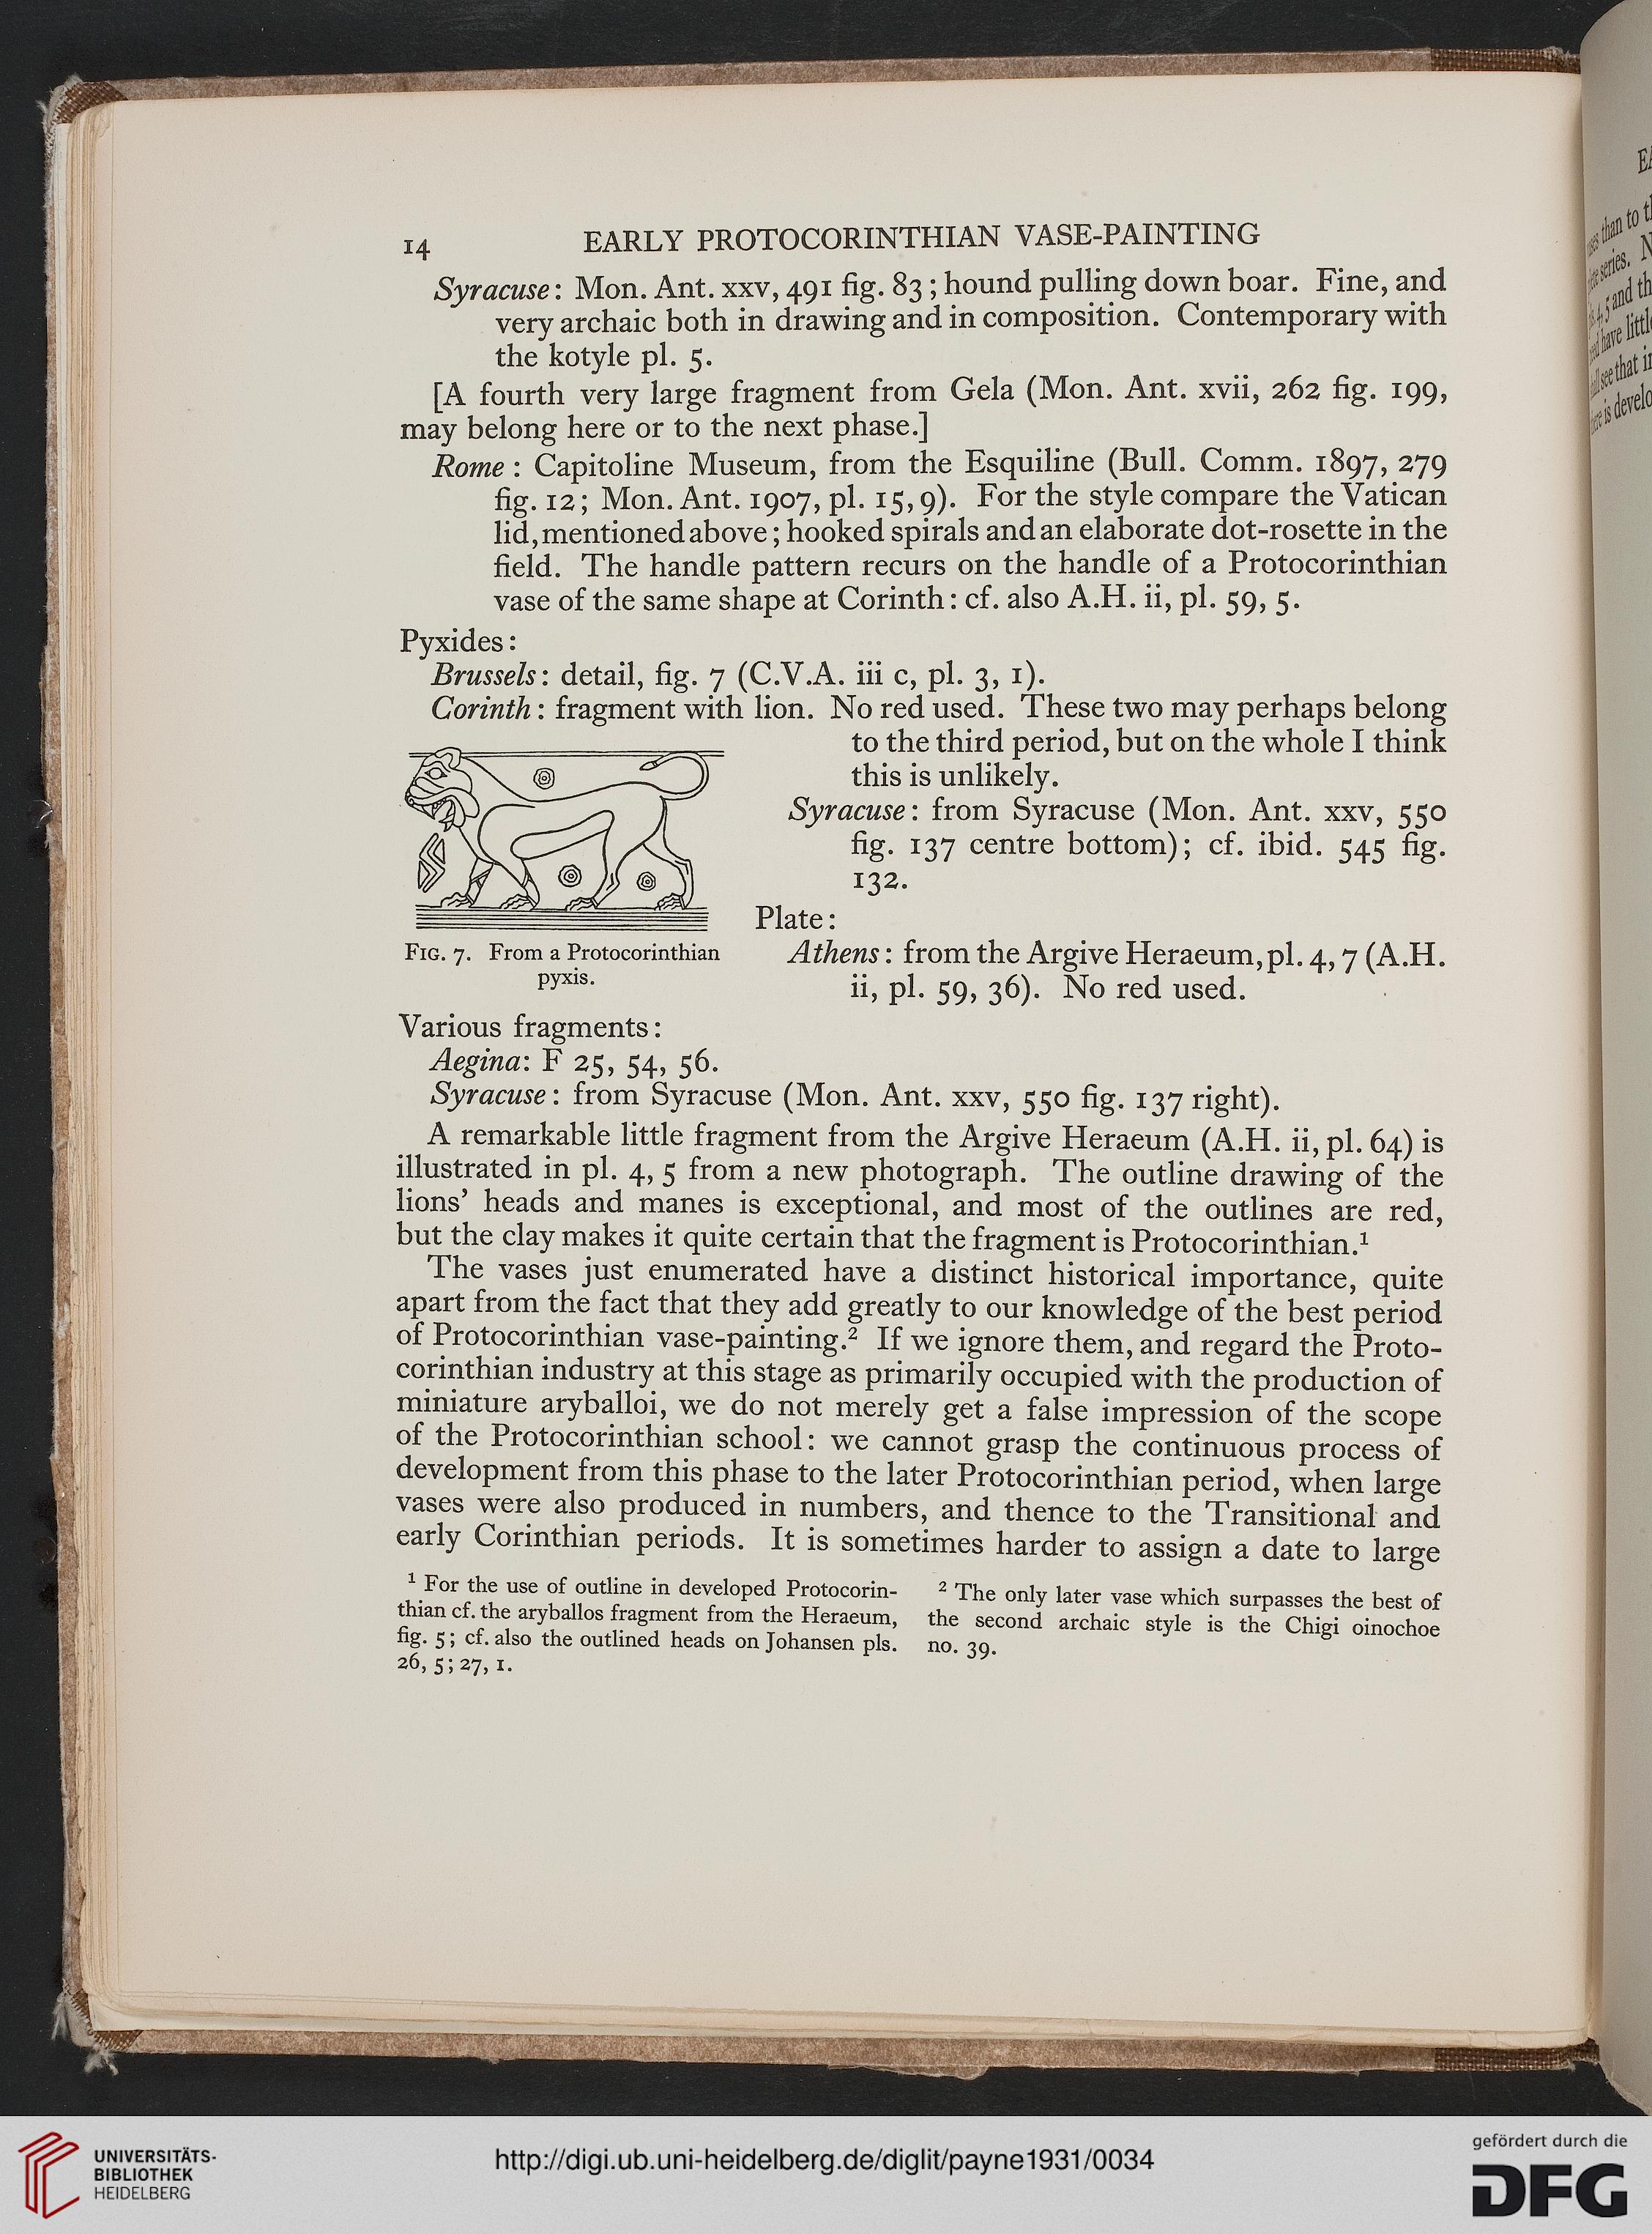 14 EARLY PROTOCORINTHIAN VASE-PAINTING
Syracuse: Mon. Ant. xxv, 491 fig. 83; hound pulling down boar. Fine, and
very archaic both in drawing and in composition. Contemporary with
the kotyle pl. 5.
[A fourth very large fragment from Gela (Mon. Ant. xvii, 262 fig. 199,
may belong here or to the next phase.]
Rome: Capitoline Museum, from the Esquiline (Bull. Comm. 1897, 279
fig. 12; Mon. Ant. 1907, pl. 15, 9). For the style compare the Vatican
lid, mentioned above; hooked spirals and an elaborate dot-rosette in the
field. The handle pattern recurs on the handle of a Protocorinthian
vase of the same shape at Corinth: cf. also A.H. ii, pl. 59, 5.
Pyxides:
Brussels: detail, fig. 7 (C.V.A. iii c, pl. 3, 1).
Corinth: fragment with lion. No red used. These two may perhaps belong
to the third period, but on the whole I think
this is unlikely.
Syracuse: from Syracuse (Mon. Ant. xxv, 550
fig. 137 centre bottom); cf. ibid. 545 fig.
132.
Plate:
Athens: from the Argive Heraeum, pl. 4, 7 (A.H.
ii, pl. 59, 36). No red used.
FIG. 7. From a Protocorinthian
pyxis.
Various fragments:
Aegina: F 25, 54, 56.
Syracuse: from Syracuse (Mon. Ant. xxv, 550 fig. 137 right).
A remarkable little fragment from the Argive Heraeum (A.H. ii, pl. 64) is
illustrated in pl. 4, 5 from a new photograph. The outline drawing of the
lions' heads and manes is exceptional, and most of the outlines are red,
but the clay makes it quite certain that the fragment is Protocorinthian.¹
The vases just enumerated have a distinct historical importance, quite
apart from the fact that they add greatly to our knowledge of the best period
of Protocorinthian vase-painting.² If we ignore them, and regard the Proto-
corinthian industry at this stage as primarily occupied with the production of
miniature aryballoi, we do not merely get a false impression of the scope
of the Protocorinthian school: we cannot grasp the continuous process of
development from this phase to the later Protocorinthian period, when large
vases were also produced in numbers, and thence to the Transitional and
early Corinthian periods. It is sometimes harder to assign a date to large
¹ For the use of outline in developed Protocorin-
thian cf. the aryballos fragment from the Heraeum,
fig. 5; cf. also the outlined heads on Johansen pls.
26, 5; 27, 1.
² The only later vase which surpasses the best of
the second archaic style is the Chigi oinochoe
no. 39.
than to
series.
4, 5 and th
have
see that
is develo
UNIVERSITÄTS-
BIBLIOTHEK
HEIDELBERG
http://digi.ub.uni-heidelberg.de/diglit/payne1931/0034
gefördert durch die
DFG